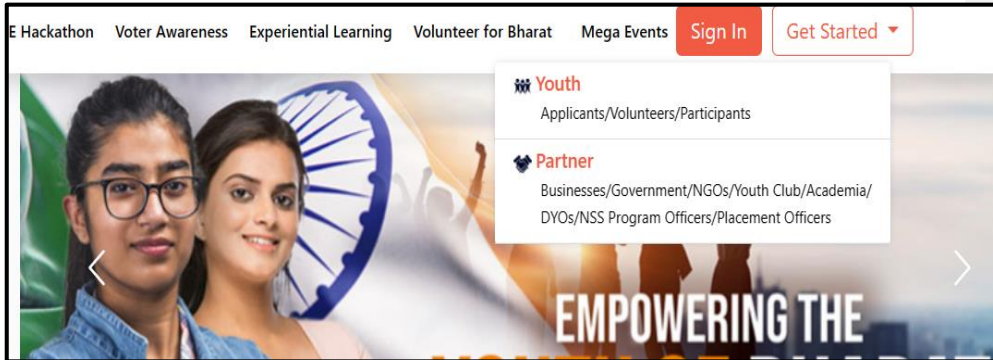 E Hackathon Voter Awareness Experiential Learning Volunteer for Bharat Mega Events Sign In Get Started
Youth
Applicants/Volunteers/Participants
Partner
Businesses/Government/NGOs/Youth Club/Academia/
DYOs/NSS Program Officers/Placement Officers
EMPOWERING THE